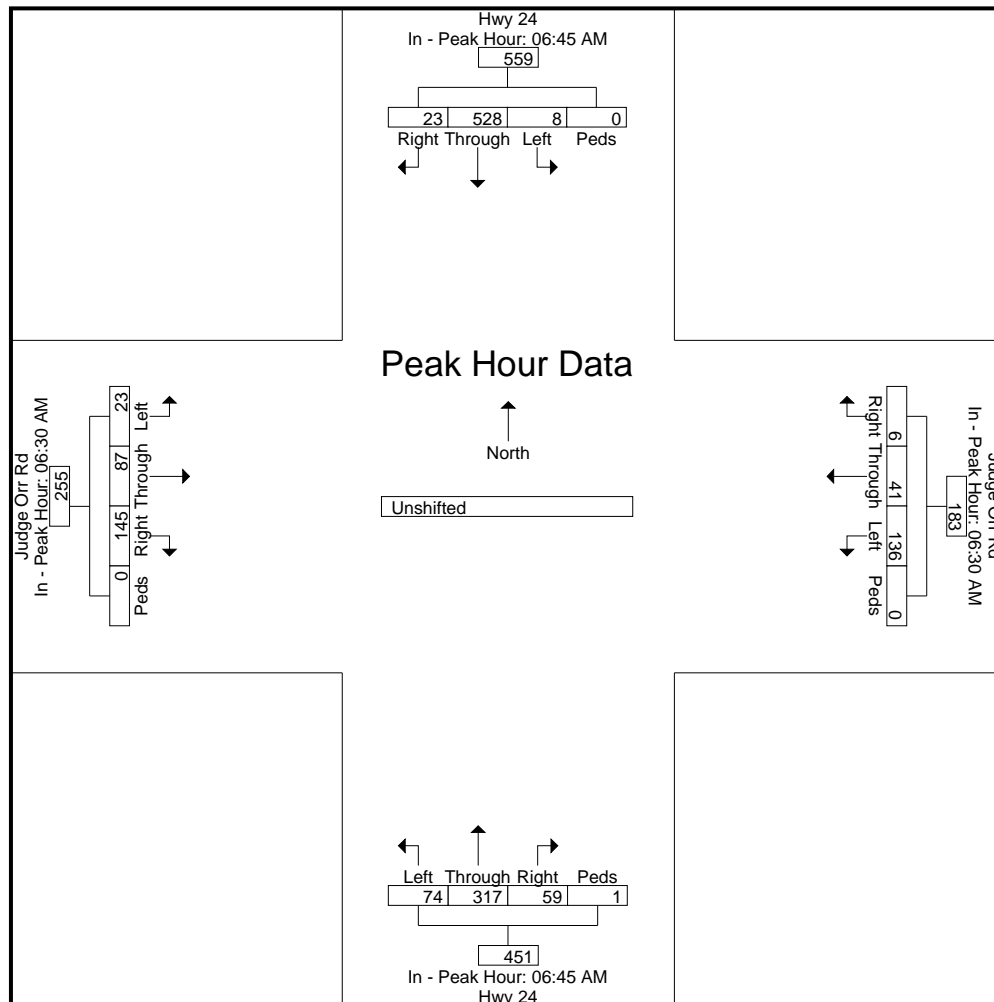 Hwy 24
In - Peak Hour: 06:45 AM
559
23 528 8 0
Right Through Left Peds
Peak Hour Data
North
Unshifted
Judge Orr Rd
In - Peak Hour: 06:30 AM
255
23 87 145 0
Left Through Right Peds
Judge Orr Rd
In - Peak Hour: 06:30 AM
183
6 41 136 0
Right Through Left Peds
Left Through Right Peds
74 317 59 1
451
In - Peak Hour: 06:45 AM
Hwy 24